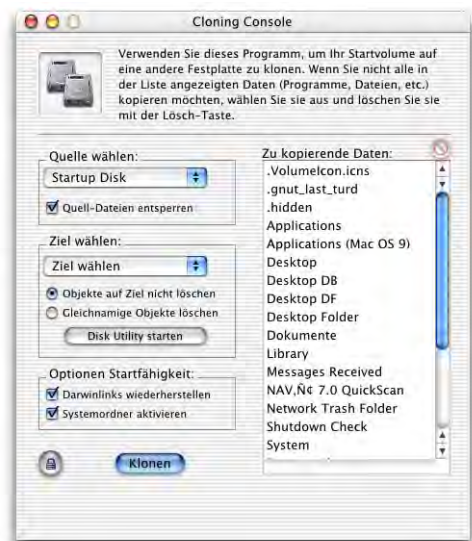 Cloning Console
Verwenden Sie dieses Programm, um Ihr Startvolume auf
eine andere Festplatte zu klonen. Wenn Sie nicht alle in
der Liste angezeigten Daten (Programme, Dateien, etc.)
kopieren möchten, wählen Sie sie aus und löschen Sie sie
mit der Lösch-Taste.
Quelle wählen:
Startup Disk
Quell-Dateien entsperren
Ziel wählen:
Ziel wählen
Objekte auf Ziel nicht löschen
Gleichnamige Objekte löschen
Disk Utility starten
Optionen Startfähigkeit:
Darwinlinks wiederherstellen
Systemordner aktivieren
Klonen
Zu kopierende Daten:
.VolumeIcon.icns
.gnut_last_turd
.hidden
Applications
Applications (Mac OS 9)
Desktop
Desktop DB
Desktop DF
Desktop Folder
Dokumente
Library
Messages Received
NAV‚Ñ¢ 7.0 QuickScan
Network Trash Folder
Shutdown Check
System